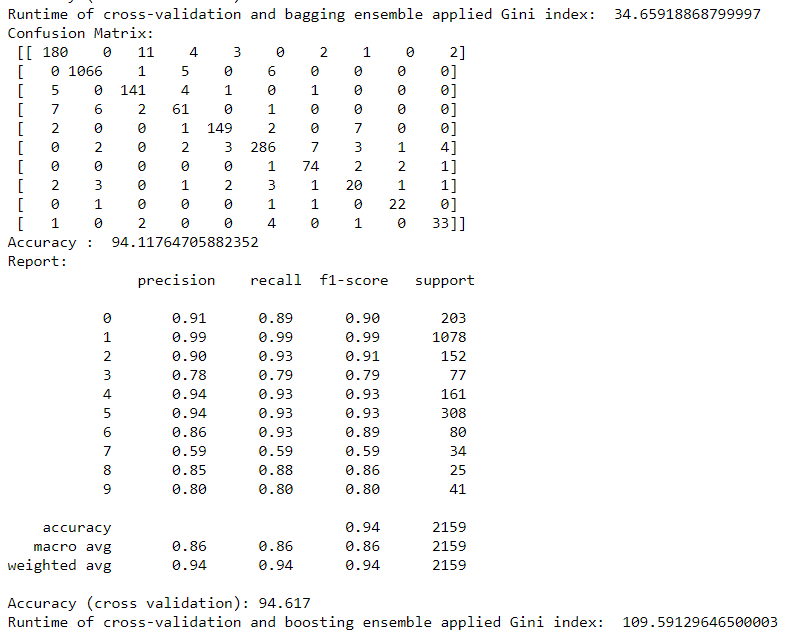 Runtime of cross-validation and bagging ensemble applied Gini index:  34.65918868799997
Confusion Matrix:
 [[ 180    0   11    4    3    0    2    1    0    2]
 [   0 1066    1    5    0    6    0    0    0    0]
 [   5    0  141    4    1    0    1    0    0    0]
 [   7    6    2   61    0    1    0    0    0    0]
 [   2    0    0    1  149    2    0    7    0    0]
 [   0    2    0    2    3  286    7    3    1    4]
 [   0    0    0    0    0    1   74    2    2    1]
 [   2    3    0    1    2    3    1   20    1    1]
 [   0    1    0    0    0    1    1    0   22    0]
 [   1    0    2    0    0    4    0    1    0   33]]
Accuracy :  94.11764705882352
Report:
               precision    recall  f1-score   support
           0       0.91      0.89      0.90       203
           1       0.99      0.99      0.99      1078
           2       0.90      0.93      0.91       152
           3       0.78      0.79      0.79        77
           4       0.94      0.93      0.93       161
           5       0.94      0.93      0.93       308
           6       0.86      0.93      0.89        80
           7       0.59      0.59      0.59        34
           8       0.85      0.88      0.86        25
           9       0.80      0.80      0.80        41
    accuracy                           0.94      2159
   macro avg       0.86      0.86      0.86      2159
weighted avg       0.94      0.94      0.94      2159
Accuracy (cross validation): 94.617
Runtime of cross-validation and boosting ensemble applied Gini index:  109.59129646500003